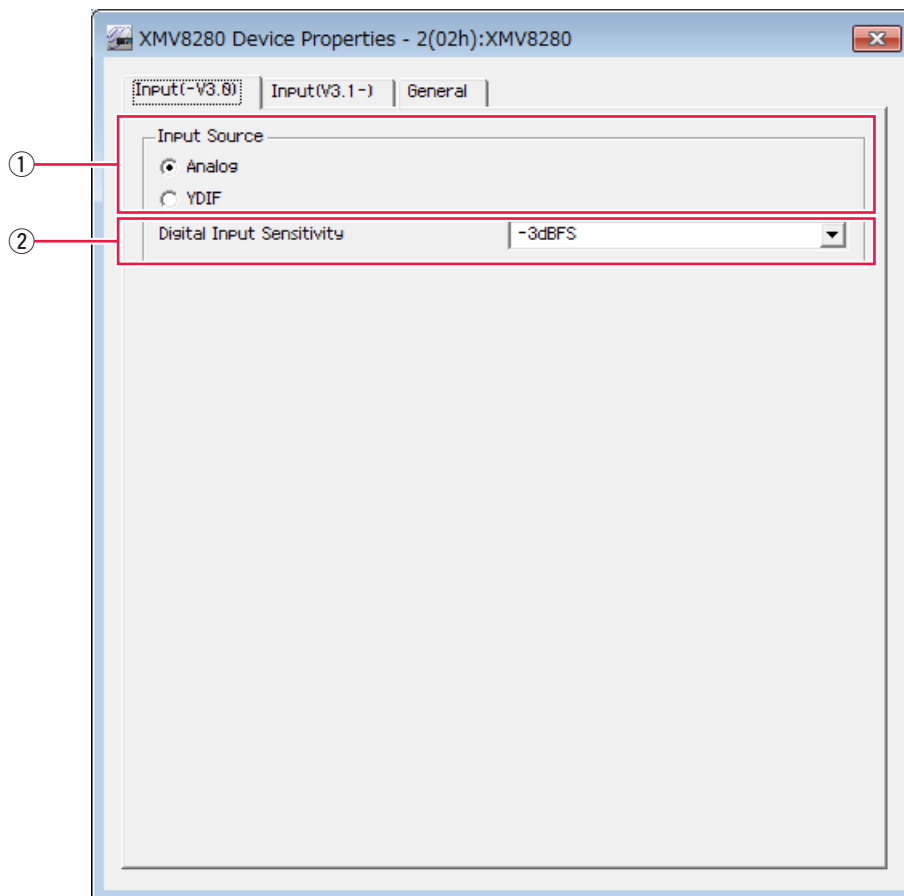 XMV8280 Device Properties - 2(02h):XMV8280
Input(-V3.0) Input(V3.1-) General
Input Source
① Analog
YDIF
② Digital Input Sensitivity -3dBFS